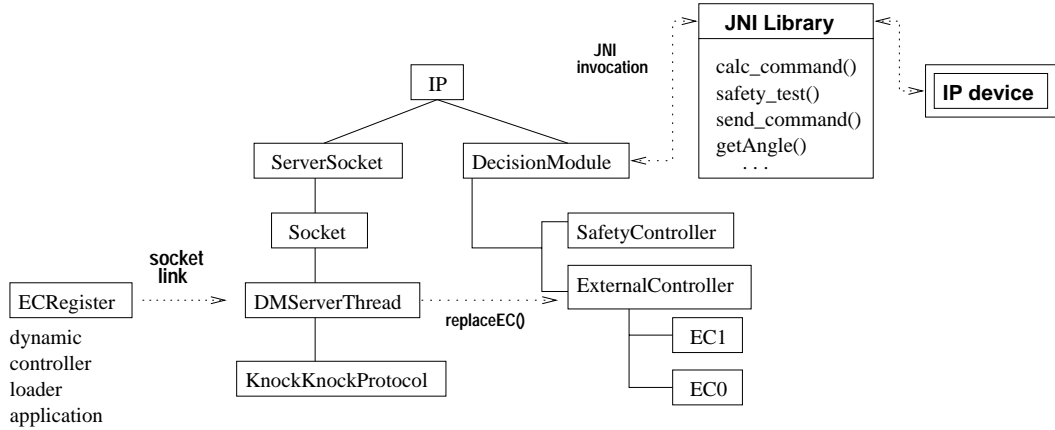 JNI Library
JNI
invocation
calc_command()
safety_test()
send_command()
getAngle()
. . .
IP device
IP
ServerSocket
DecisionModule
Socket
SafetyController
socket
link
ECRegister
DMServerThread
replaceEC()
ExternalController
dynamic
controller
loader
application
KnockKnockProtocol
EC1
EC0